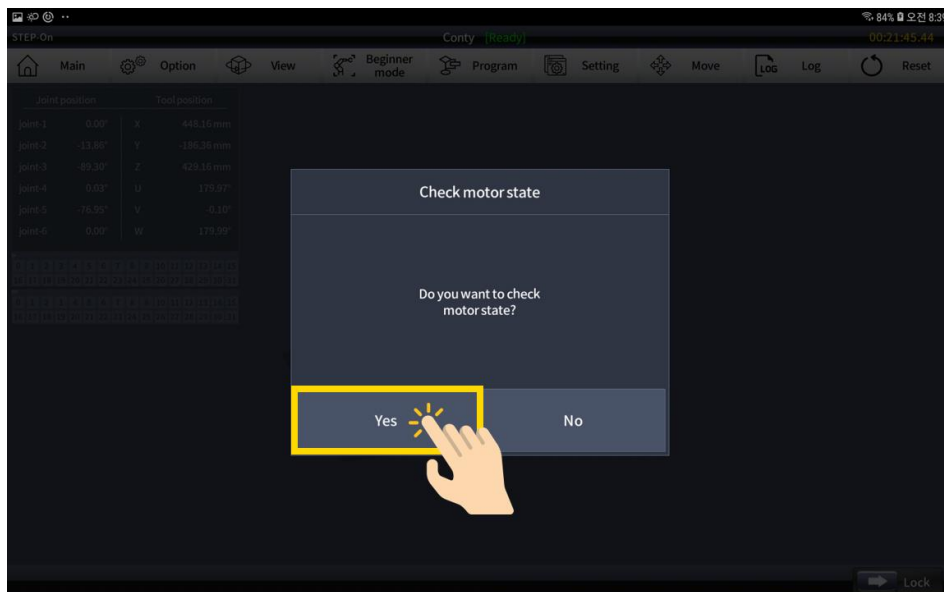 84% 오전 8:39
STEP-On Conty [Ready] 00:21:45.44
Main Option View Beginner mode Program Setting Move LOG Log Reset
Joint position Tool position
joint-1 0.00° X 448.16 mm
joint-2 -13.88° Y -186.36 mm
joint-3 -89.30° Z 429.16 mm
joint-4 0.03° U 179.97°
joint-5 -76.95° V -0.10°
joint-6 0.00° W 179.99°
Check motor state
Do you want to check
motor state?
Yes No
Lock